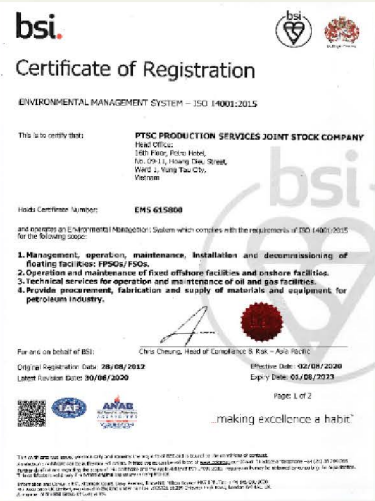 bsi.
bsi
Certificate of Registration
ENVIRONMENTAL MANAGEMENT SYSTEM – ISO 14001:2015
This is to certify that:
PTSC PRODUCTION SERVICES JOINT STOCK COMPANY
Head Office:
16th Floor, Petro Hotel,
No. 09-11, Hoang Dieu Street,
Ward 1, Vung Tau City,
Vietnam
bsi
Holds Certificate Number:
EMS 615800
and operates an Environmental Management System which complies with the requirements of ISO 14001:2015
for the following scope:
1. Management, operation, maintenance, installation and decommissioning of
floating facilities: FPSOs/FSOs.
2. Operation and maintenance of fixed offshore facilities and onshore facilities.
3. Technical services for operation and maintenance of oil and gas facilities.
4. Provide procurement, fabrication and supply of materials and equipment for
petroleum industry.
For and on behalf of BSI:
Chris Cheung, Head of Compliance & Risk – Asia Pacific
Original Registration Date: 28/08/2012
Effective Date: 02/08/2020
Latest Revision Date: 30/06/2020
Expiry Date: 01/08/2023
Page: 1 of 2
IAF
ANAB
...making excellence a habit.